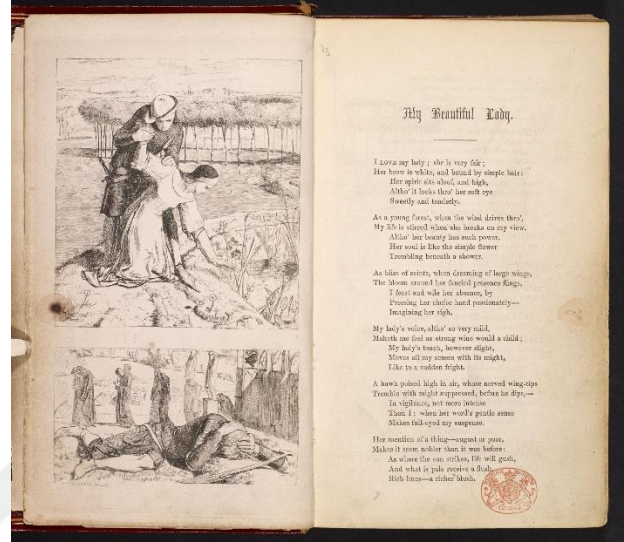 My Beautiful Lady.
I LOVE my lady ; she is very fair ;
Her brow is white, and bound by simple hair :
Her spirit sits aloof, and high,
Altho' it looks thro' her soft eye
Sweetly and tenderly.
As a young forest, when the wind drives thro',
My life is stirred when she breaks on my view.
Altho' her beauty has such power,
Her soul is like the simple flower
Trembling beneath a shower.
As bliss of saints, when dreaming of large wings,
The bloom around her fancied presence flings,
I feast and wile her absence, by
Pressing her choice hand passionately—
Imagining her sigh.
My lady's voice, altho' so very mild,
Maketh me feel as strong wine would a child ;
My lady's touch, however slight,
Moves all my senses with its might,
Like to a sudden fright.
A hawk poised high in air, whose nerved wing-tips
Tremble with might suppressed, before he dips,—
In vigilance, not more intense
Than I ; when her word's gentle sense
Makes full-eyed my suspense.
Her mention of a thing—august or poor,
Makes it seem nobler than it was before :
As where the sun strikes, life will gush,
And what is pale receive a flush,
Rich hues—a richer blush.